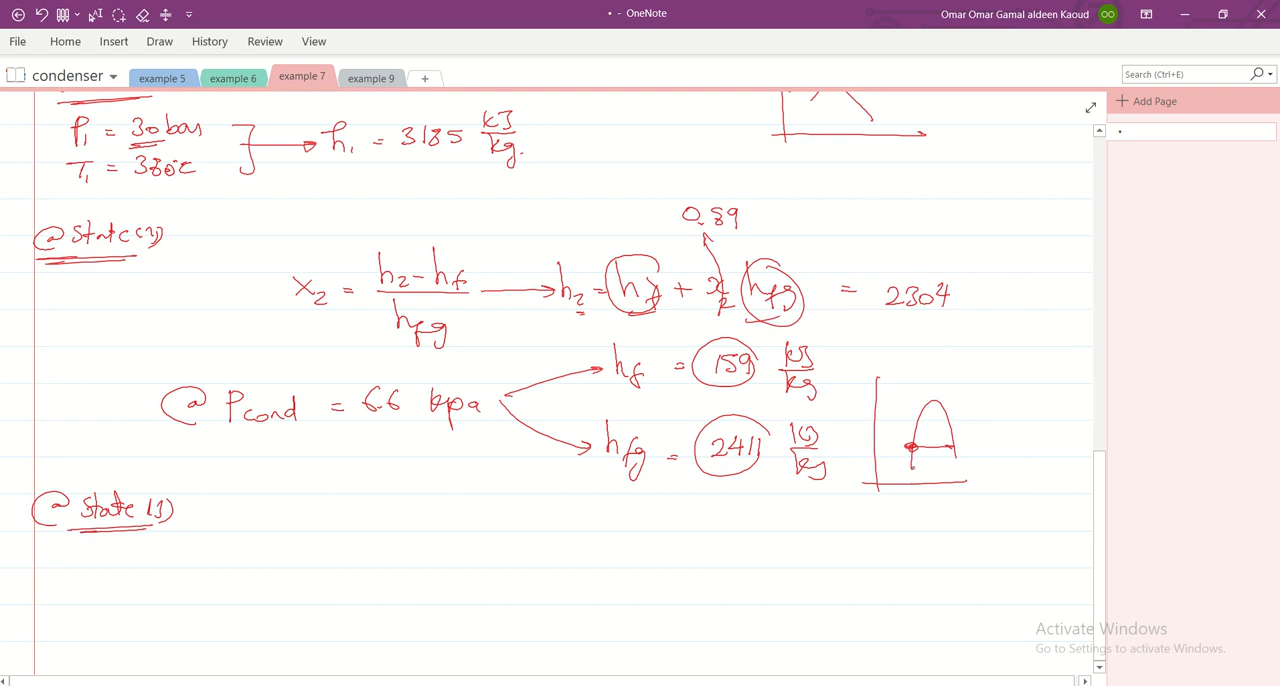 • - OneNote
Omar Omar Gamal aldeen Kaoud OO
File Home Insert Draw History Review View
condenser example 5 example 6 example 7 example 9 +
Search (Ctrl+E)
+ Add Page
P₁ = 30 bar
T₁ = 380°c
h₁ = 3185 kJ/kg.
@ State (2)
0.89
x₂ = (h₂ - hf)/hfg → h₂ = hf + x₂ hfg = 2304
hf = 159 kJ/kg
@ Pcond = 6.6 kpa
hfg = 2411 kJ/kg
@ State (3)
Activate Windows
Go to Settings to activate Windows.